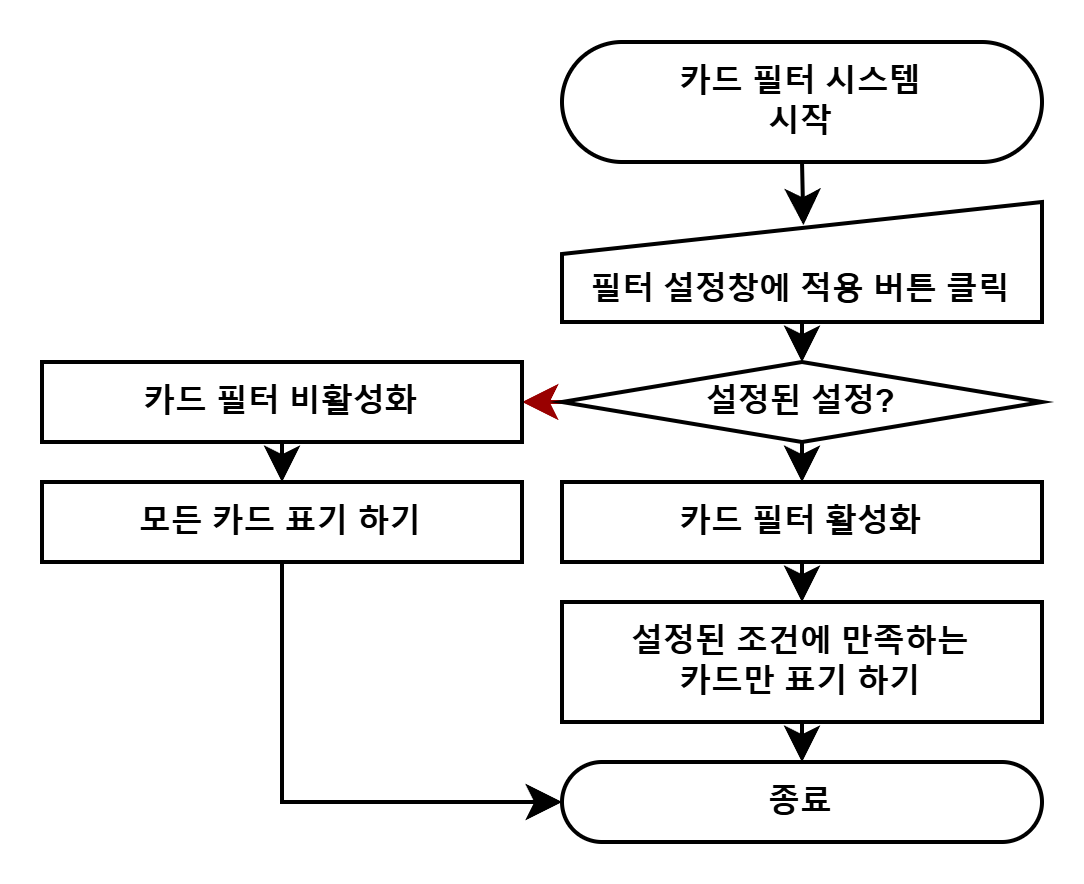 카드 필터 시스템
시작
필터 설정창에 적용 버튼 클릭
설정된 설정?
카드 필터 비활성화
모든 카드 표기 하기
카드 필터 활성화
설정된 조건에 만족하는
카드만 표기 하기
종료